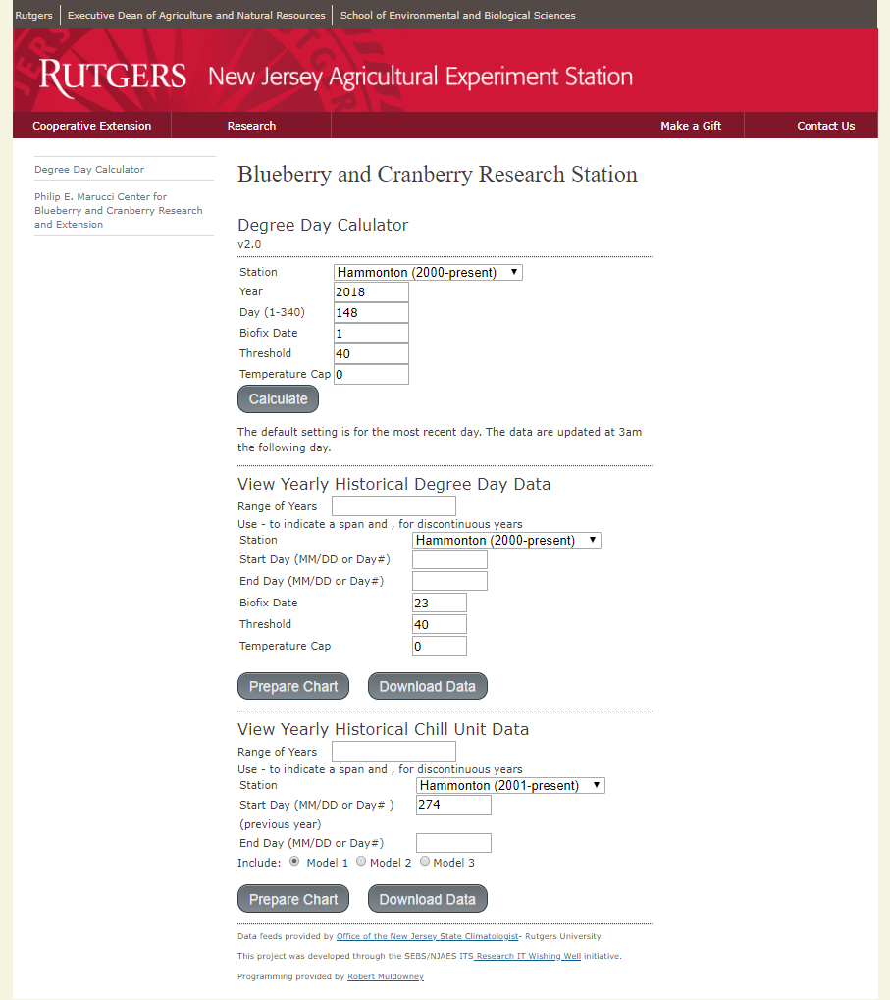 Rutgers Executive Dean of Agriculture and Natural Resources School of Environmental and Biological Sciences
RUTGERS New Jersey Agricultural Experiment Station
Cooperative Extension Research Make a Gift Contact Us
Degree Day Calculator
Philip E. Marucci Center for
Blueberry and Cranberry Research
and Extension
Blueberry and Cranberry Research Station
Degree Day Calulator
v2.0
Station Hammonton (2000-present)
Year 2018
Day (1-340) 148
Biofix Date 1
Threshold 40
Temperature Cap 0
Calculate
The default setting is for the most recent day. The data are updated at 3am
the following day.
View Yearly Historical Degree Day Data
Range of Years
Use - to indicate a span and , for discontinuous years
Station Hammonton (2000-present)
Start Day (MM/DD or Day#)
End Day (MM/DD or Day#)
Biofix Date 23
Threshold 40
Temperature Cap 0
Prepare Chart Download Data
View Yearly Historical Chill Unit Data
Range of Years
Use - to indicate a span and , for discontinuous years
Station Hammonton (2001-present)
Start Day (MM/DD or Day# ) 274
(previous year)
End Day (MM/DD or Day#)
Include: Model 1 Model 2 Model 3
Prepare Chart Download Data
Data feeds provided by Office of the New Jersey State Climatologist- Rutgers University.
This project was developed through the SEBS/NJAES ITS Research IT Wishing Well initiative.
Programming provided by Robert Muldowney